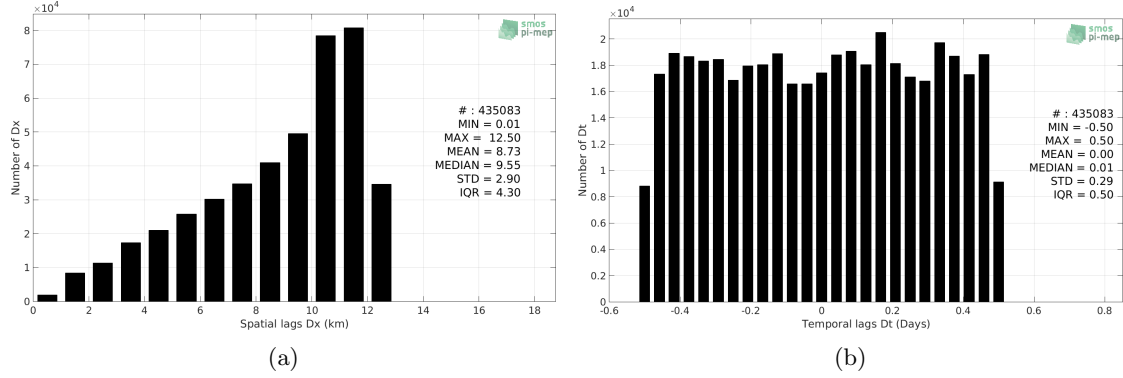 ×10⁴
8
7
6
5
4
3
2
1
0
Number of Dx
0
2
4
6
8
10
12
14
16
18
Spatial lags Dx (km)
smos
pi-mep
# : 435083
MIN = 0.01
MAX = 12.50
MEAN = 8.73
MEDIAN = 9.55
STD = 2.90
IQR = 4.30
(a)
×10⁴
2
1.8
1.6
1.4
1.2
1
0.8
0.6
0.4
0.2
0
Number of Dt
-0.6
-0.4
-0.2
0
0.2
0.4
0.6
0.8
Temporal lags Dt (Days)
smos
pi-mep
# : 435083
MIN = -0.50
MAX = 0.50
MEAN = 0.00
MEDIAN = 0.01
STD = 0.29
IQR = 0.50
(b)